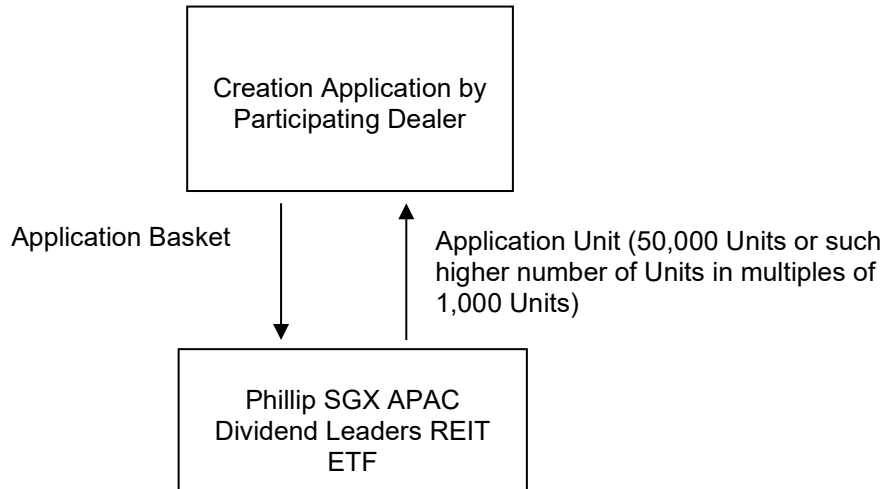 Creation Application by
Participating Dealer
Application Basket
Application Unit (50,000 Units or such
higher number of Units in multiples of
1,000 Units)
Phillip SGX APAC
Dividend Leaders REIT
ETF